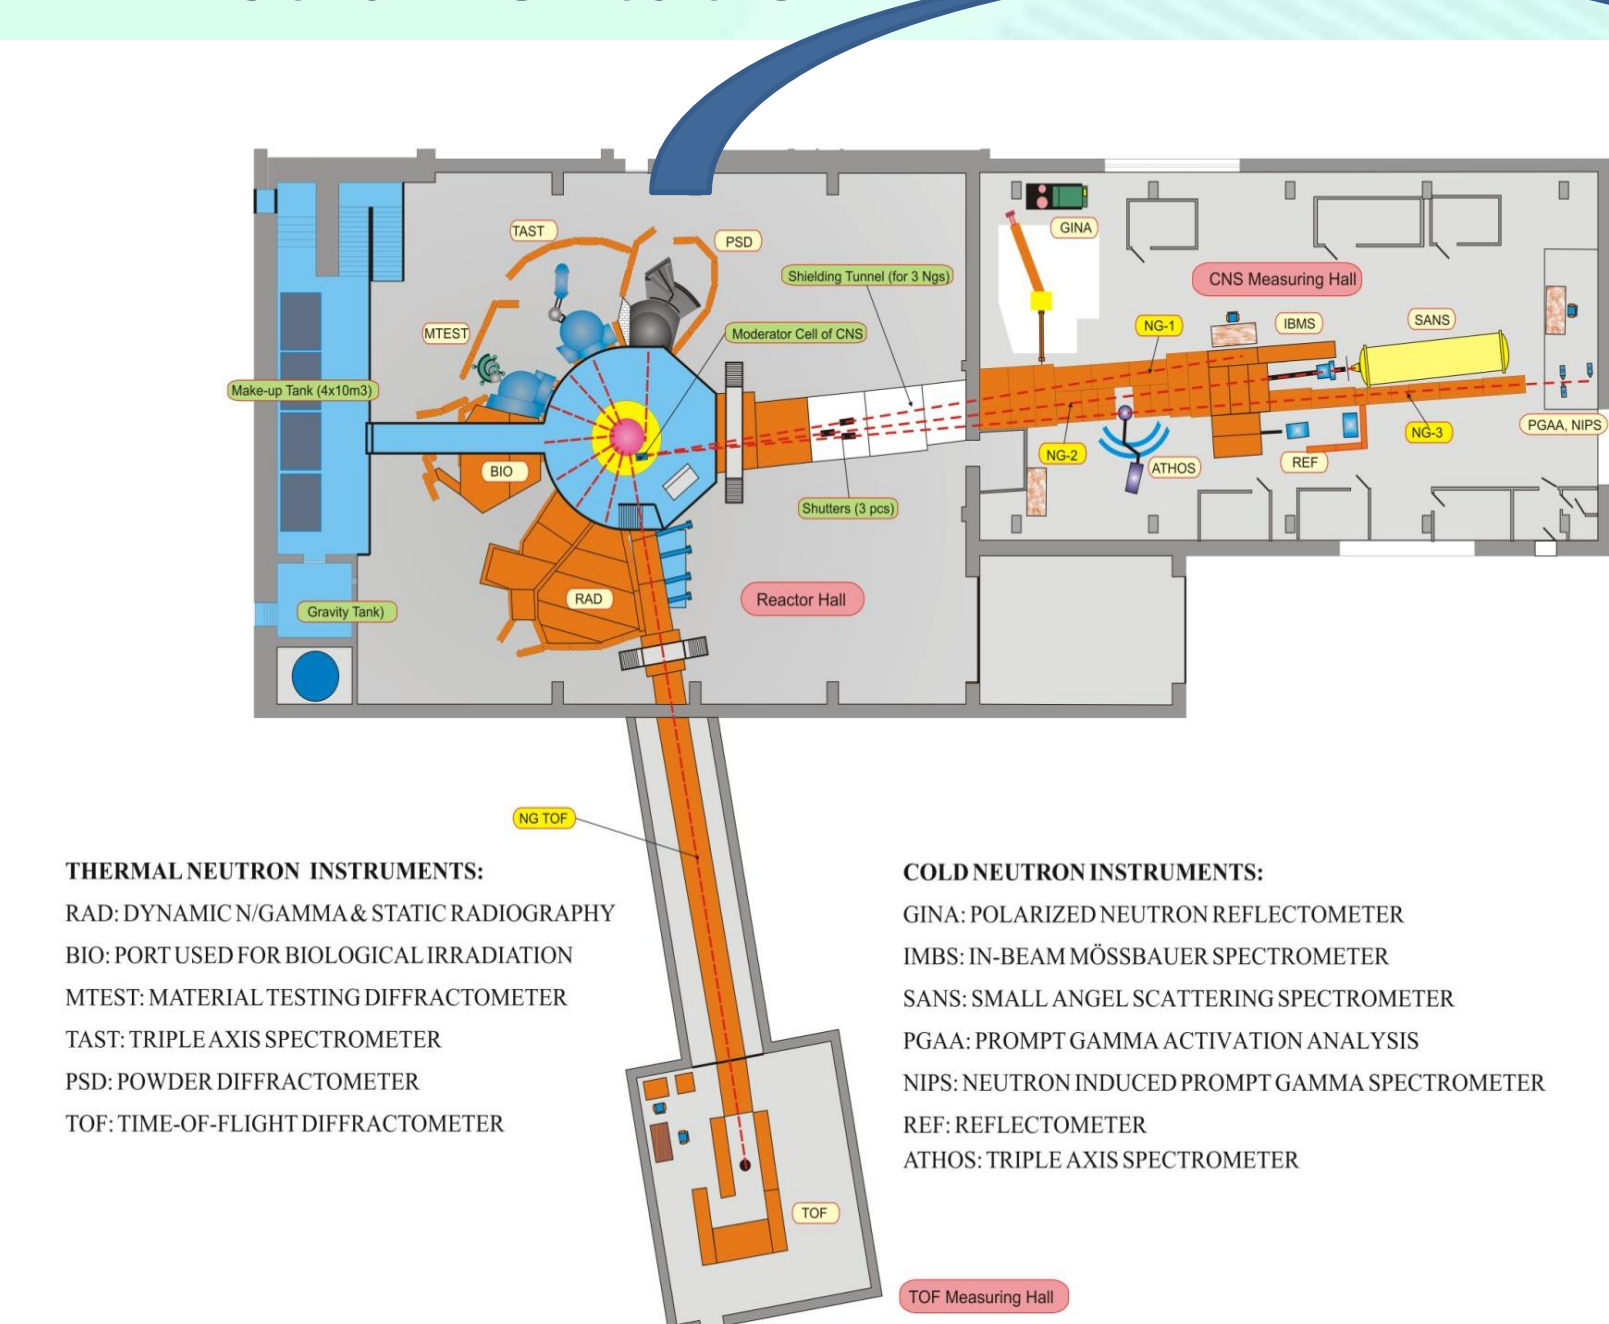 TAST
PSD
GINA
CNS Measuring Hall
Shielding Tunnel (for 3 Ngs)
MTEST
Moderator Cell of CNS
NG-1
IBMS
SANS
Make-up Tank (4x10m3)
PGAA, NIPS
NG-2
NG-3
BIO
ATHOS
REF
Shutters (3 pcs)
RAD
Reactor Hall
Gravity Tank)
NG TOF
THERMAL NEUTRON INSTRUMENTS:
RAD: DYNAMIC N/GAMMA & STATIC RADIOGRAPHY
BIO: PORT USED FOR BIOLOGICAL IRRADIATION
MTEST: MATERIAL TESTING DIFFRACTOMETER
TAST: TRIPLE AXIS SPECTROMETER
PSD: POWDER DIFFRACTOMETER
TOF: TIME-OF-FLIGHT DIFFRACTOMETER
COLD NEUTRON INSTRUMENTS:
GINA: POLARIZED NEUTRON REFLECTOMETER
IMBS: IN-BEAM MÖSSBAUER SPECTROMETER
SANS: SMALL ANGEL SCATTERING SPECTROMETER
PGAA: PROMPT GAMMA ACTIVATION ANALYSIS
NIPS: NEUTRON INDUCED PROMPT GAMMA SPECTROMETER
REF: REFLECTOMETER
ATHOS: TRIPLE AXIS SPECTROMETER
TOF
TOF Measuring Hall